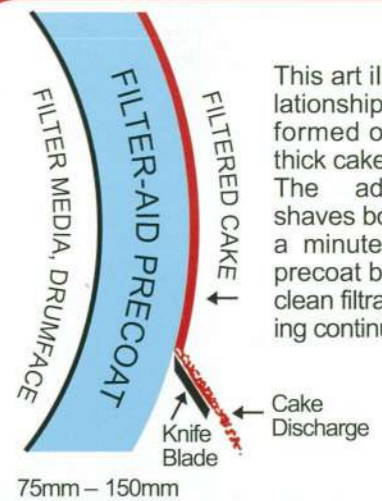 FILTER MEDIA, DRUMFACE
FILTER-AID PRECOAT
FILTERED CAKE
Knife
Blade
Cake
Discharge
75mm – 150mm
This art il
lationship
formed o
thick cake
The ad
shaves bo
a minute
precoat b
clean filtra
ing continu